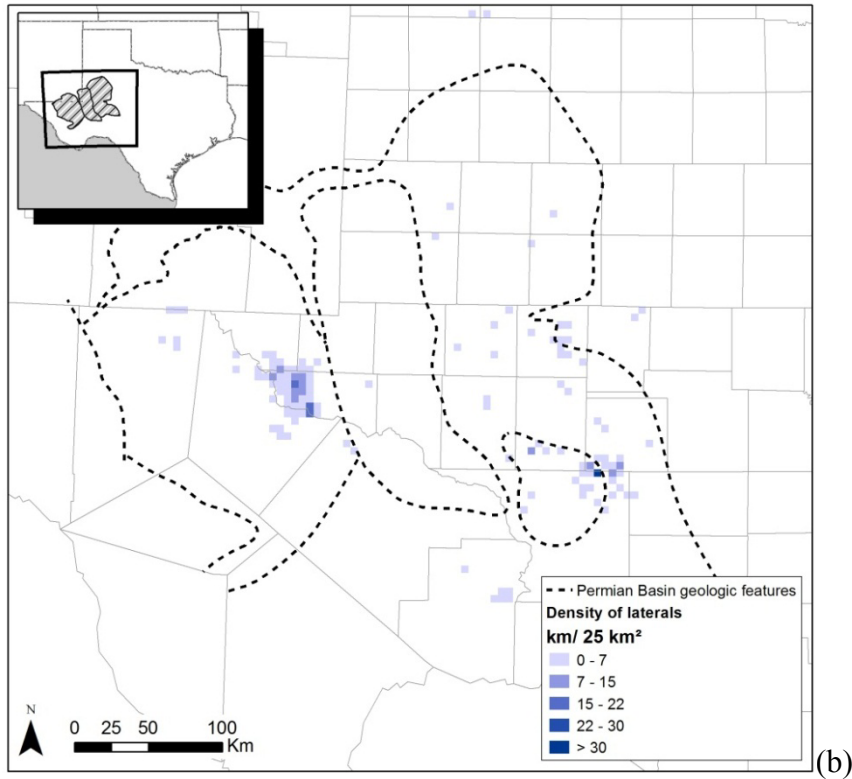 Permian Basin geologic features
Density of laterals
km/ 25 km²
0 - 7
7 - 15
15 - 22
22 - 30
> 30
N
0 25 50 100
Km
(b)